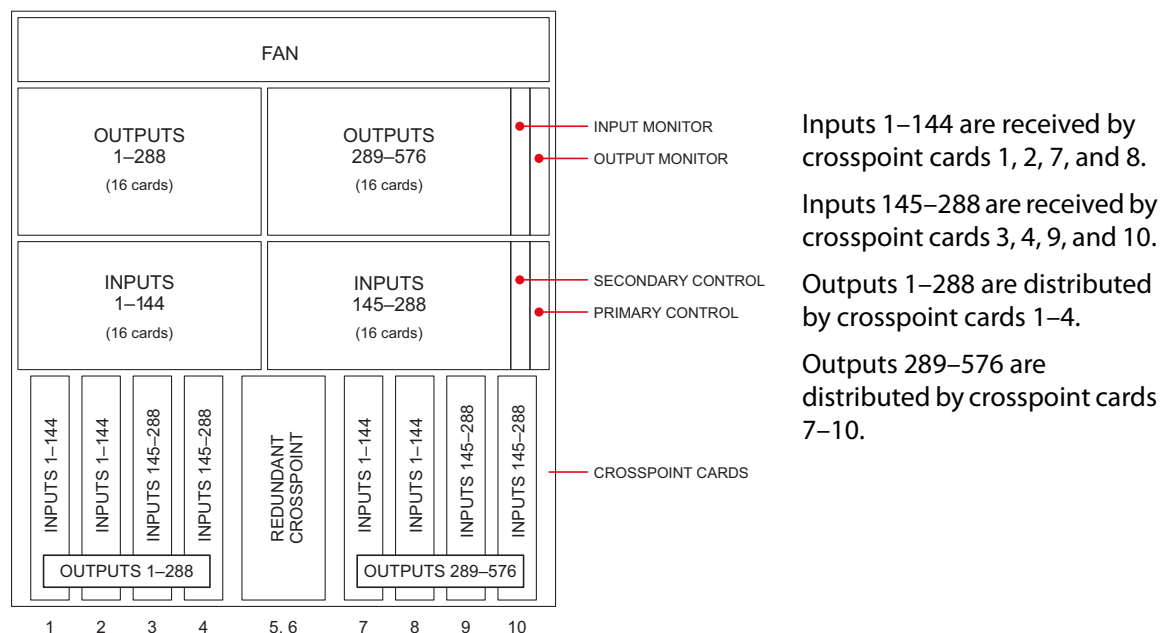 FAN
OUTPUTS
1–288
(16 cards)
OUTPUTS
289–576
(16 cards)
INPUT MONITOR
OUTPUT MONITOR
INPUTS
1–144
(16 cards)
INPUTS
145–288
(16 cards)
SECONDARY CONTROL
PRIMARY CONTROL
INPUTS 1–144
INPUTS 1–144
INPUTS 145–288
INPUTS 145–288
REDUNDANT
CROSSPOINT
INPUTS 1–144
INPUTS 1–144
INPUTS 145–288
INPUTS 145–288
CROSSPOINT CARDS
OUTPUTS 1–288
OUTPUTS 289–576
1 2 3 4 5, 6 7 8 9 10
Inputs 1–144 are received by
crosspoint cards 1, 2, 7, and 8.
Inputs 145–288 are received by
crosspoint cards 3, 4, 9, and 10.
Outputs 1–288 are distributed
by crosspoint cards 1–4.
Outputs 289–576 are
distributed by crosspoint cards
7–10.